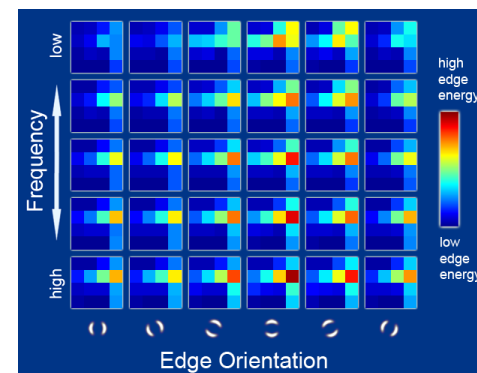 low
Frequency
high
high
edge
energy
low
edge
energy
Edge Orientation